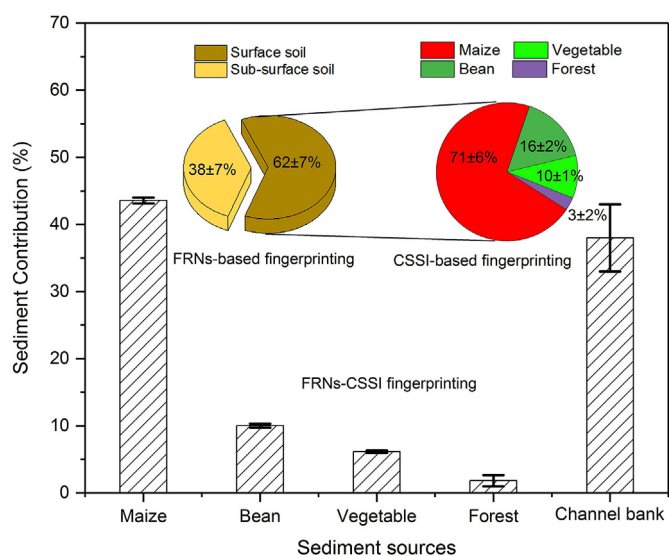 70
60
50
40
30
20
10
0
Sediment Contribution (%)
Surface soil
Sub-surface soil
Maize
Vegetable
Bean
Forest
38±7%
62±7%
71±6%
16±2%
10±1%
3±2%
FRNs-based fingerprinting
CSSI-based fingerprinting
FRNs-CSSI fingerprinting
Maize
Bean
Vegetable
Forest
Channel bank
Sediment sources